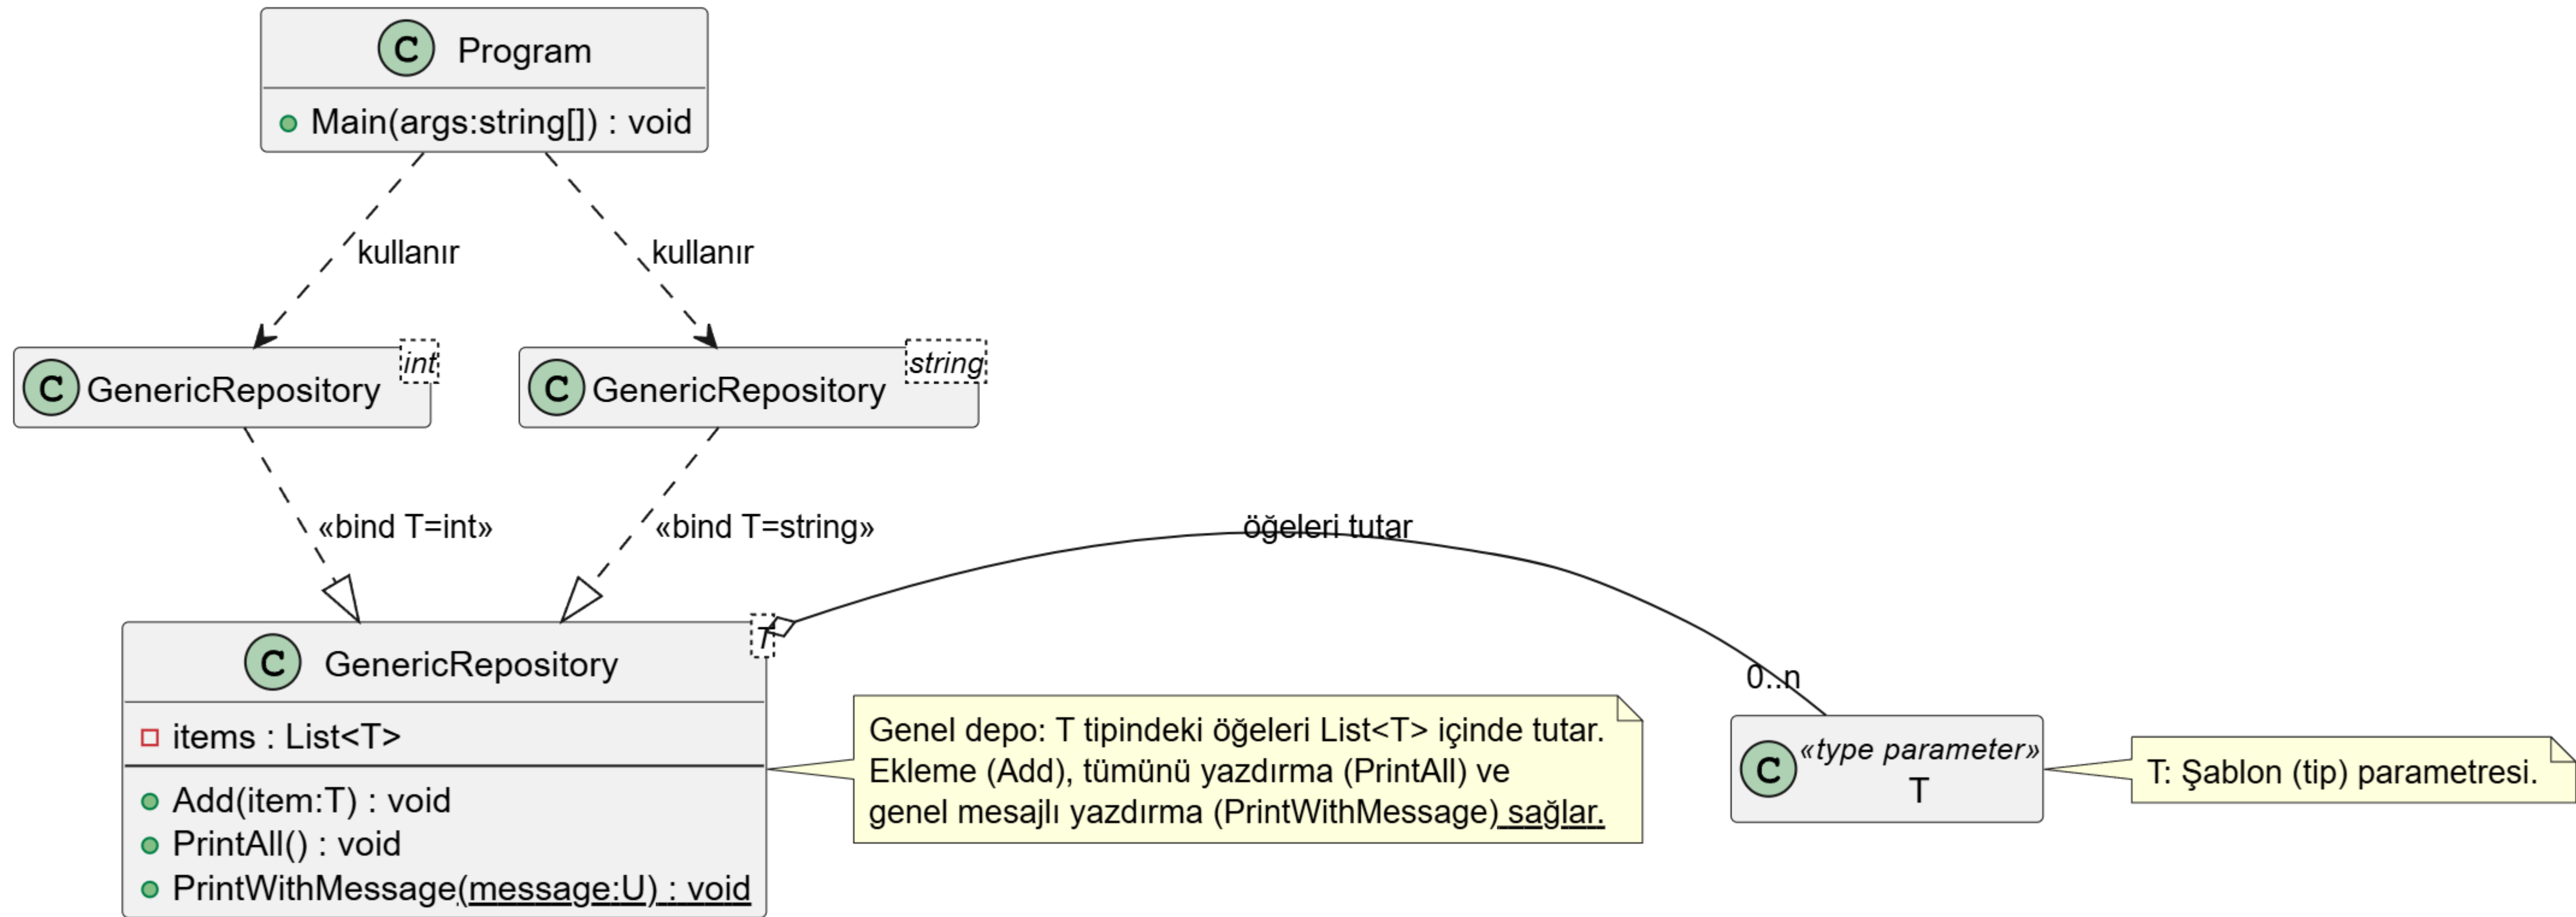 C Program
Main(args:string[]) : void
kullanır
kullanır
C GenericRepository int
C GenericRepository string
«bind T=int»
«bind T=string»
öğeleri tutar
C GenericRepository T
items : List<T>
Add(item:T) : void
PrintAll() : void
PrintWithMessage(message:U) : void
Genel depo: T tipindeki öğeleri List<T> içinde tutar.
Ekleme (Add), tümünü yazdırma (PrintAll) ve
genel mesajlı yazdırma (PrintWithMessage) sağlar.
0..n
C «type parameter»
T
T: Şablon (tip) parametresi.